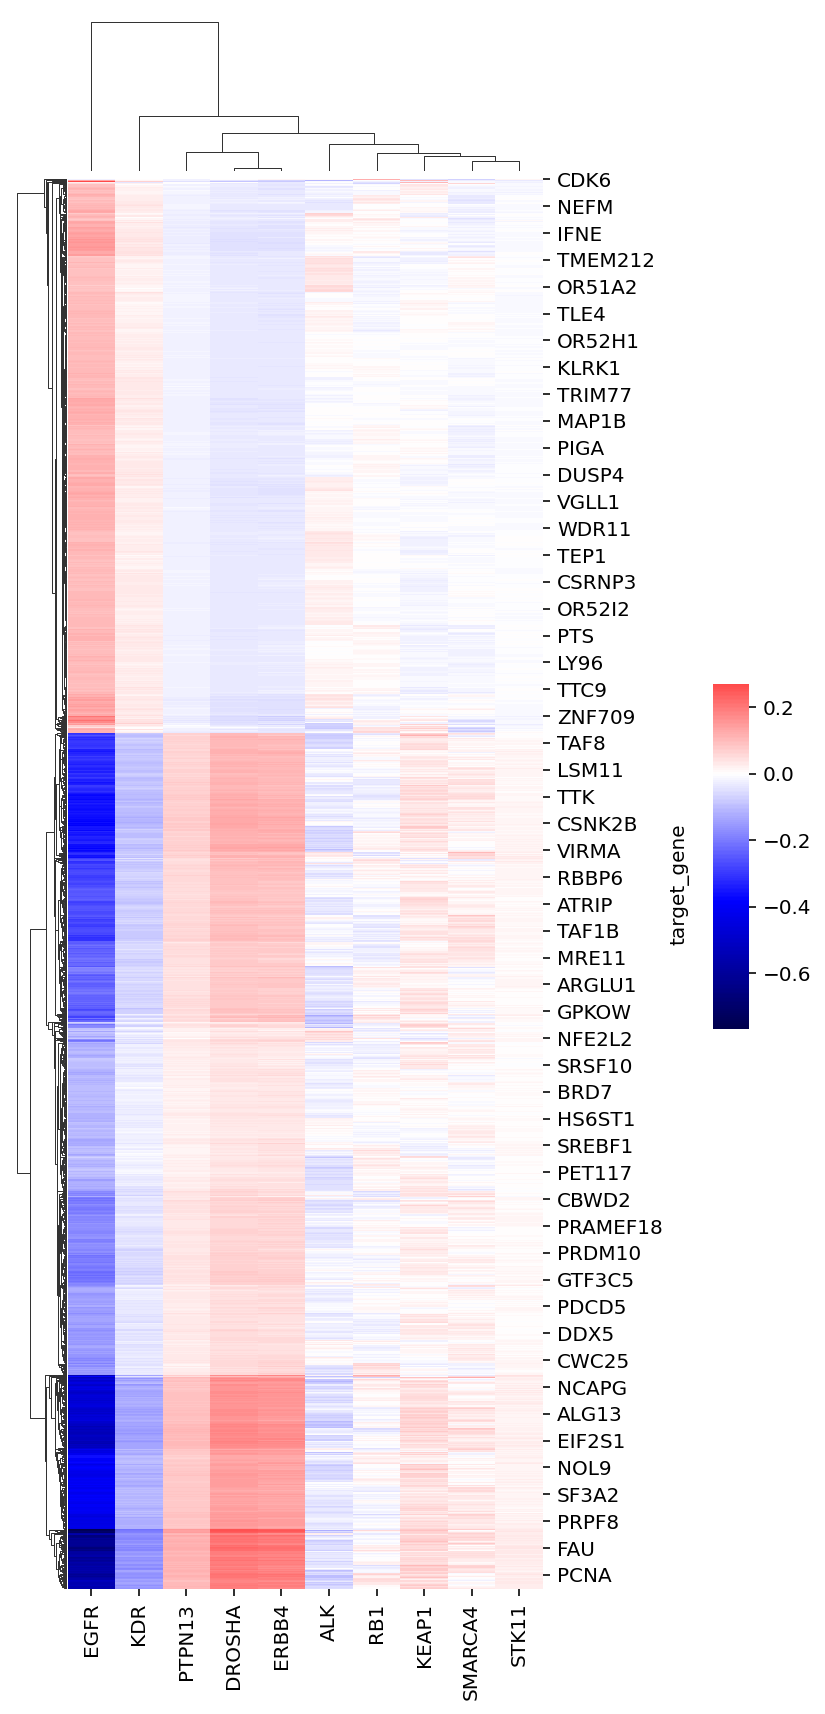 CDK6
NEFM
IFNE
TMEM212
OR51A2
TLE4
OR52H1
KLRK1
TRIM77
MAP1B
PIGA
DUSP4
VGLL1
WDR11
TEP1
CSRNP3
OR52I2
PTS
LY96
TTC9
ZNF709
TAF8
LSM11
TTK
CSNK2B
VIRMA
RBBP6
ATRIP
TAF1B
MRE11
ARGLU1
GPKOW
NFE2L2
SRSF10
BRD7
HS6ST1
SREBF1
PET117
CBWD2
PRAMEF18
PRDM10
GTF3C5
PDCD5
DDX5
CWC25
NCAPG
ALG13
EIF2S1
NOL9
SF3A2
PRPF8
FAU
PCNA
target_gene
0.2
0.0
−0.2
−0.4
−0.6
EGFR
KDR
PTPN13
DROSHA
ERBB4
ALK
RB1
KEAP1
SMARCA4
STK11